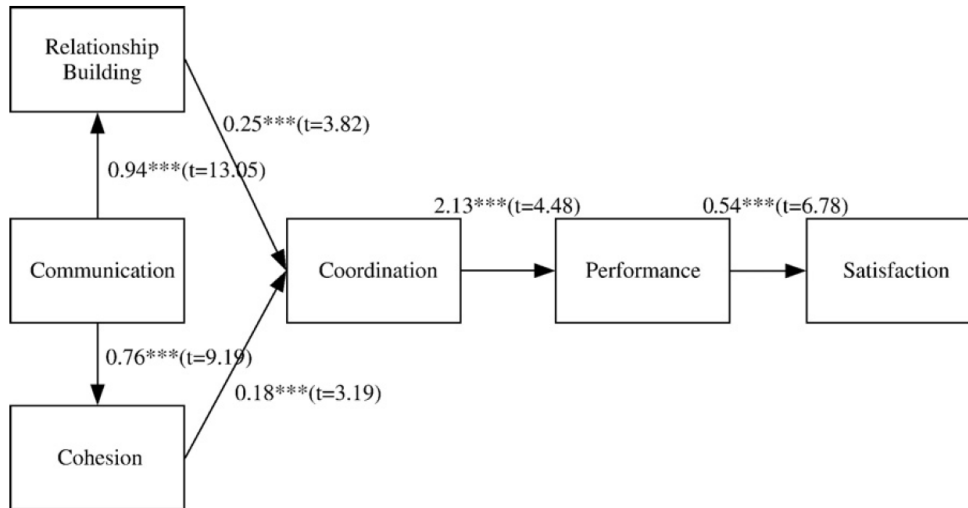 Relationship
Building
0.25***(t=3.82)
0.94***(t=13.05)
2.13***(t=4.48)
0.54***(t=6.78)
Communication
Coordination
Performance
Satisfaction
0.76***(t=9.19)
0.18***(t=3.19)
Cohesion